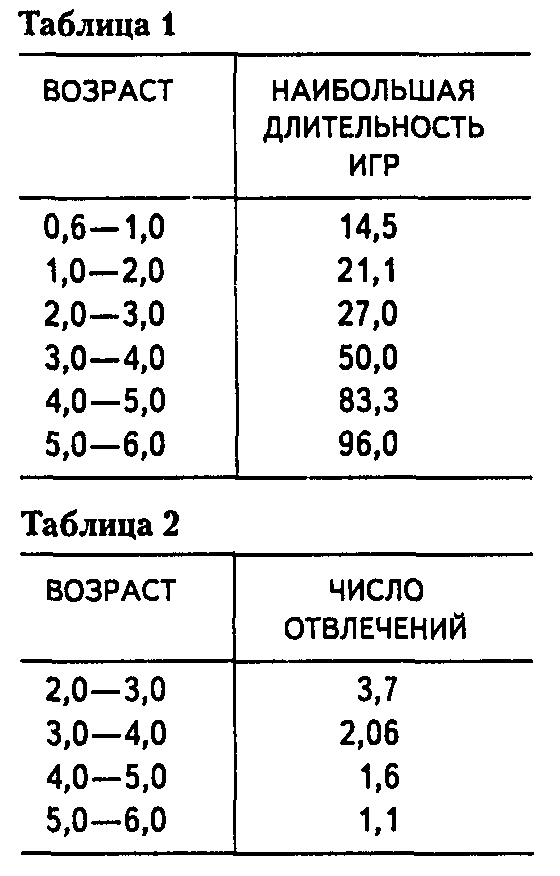 Таблица 1
ВОЗРАСТ НАИБОЛЬШАЯ
ДЛИТЕЛЬНОСТЬ
ИГР
0,6—1,0 14,5
1,0—2,0 21,1
2,0—3,0 27,0
3,0—4,0 50,0
4,0—5,0 83,3
5,0—6,0 96,0
Таблица 2
ВОЗРАСТ ЧИСЛО
ОТВЛЕЧЕНИЙ
2,0—3,0 3,7
3,0—4,0 2,06
4,0—5,0 1,6
5,0—6,0 1,1